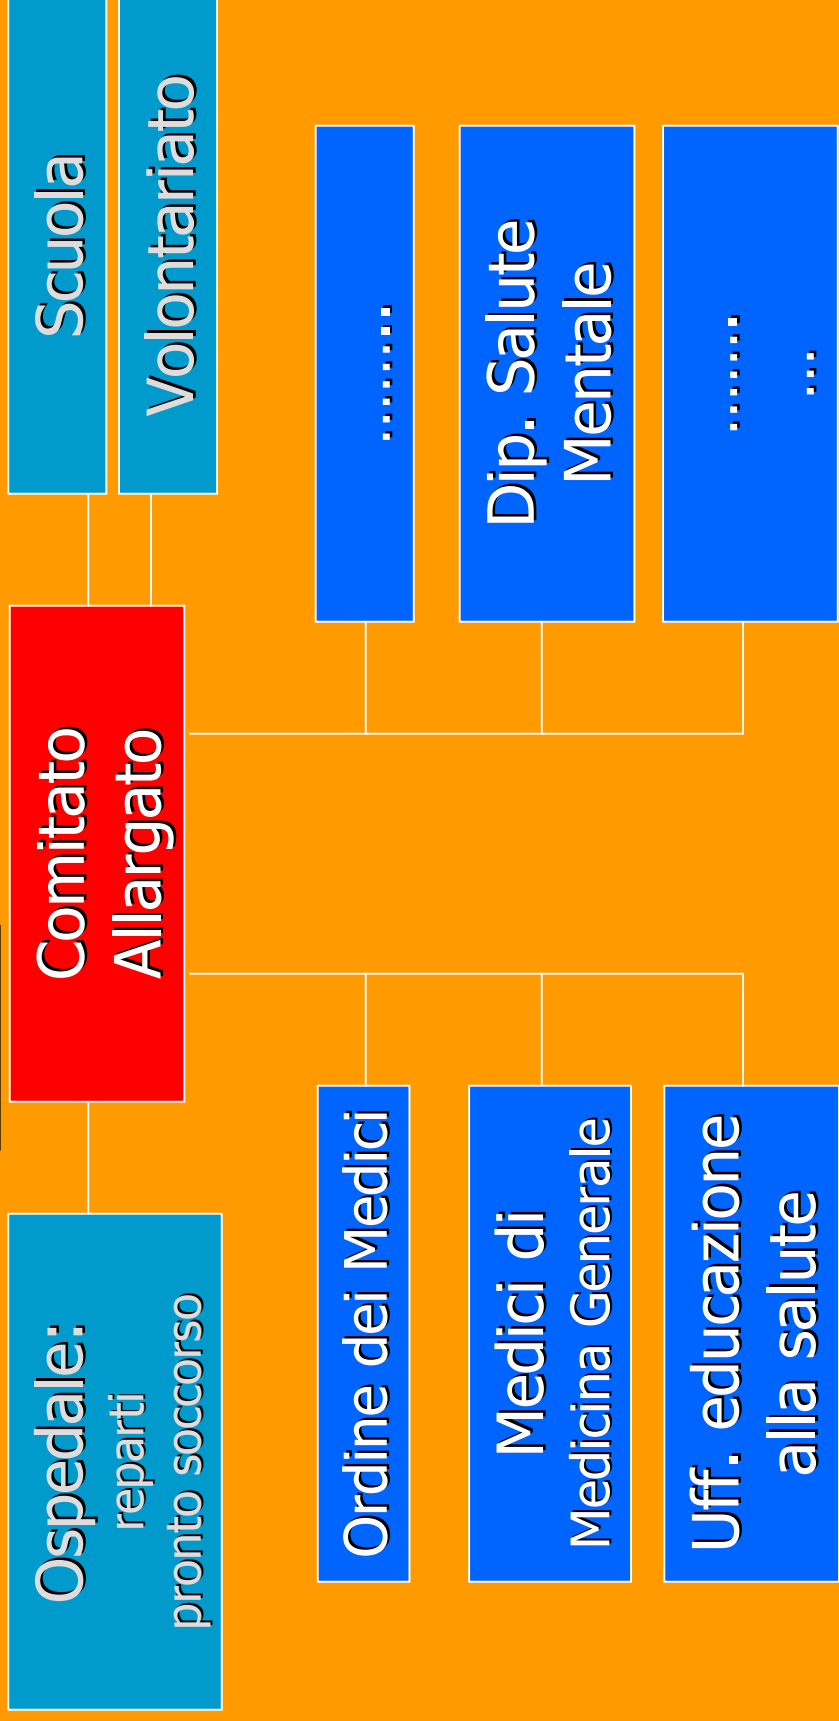 Ospedale:
reparti
pronto soccorso
Comitato
Allargato
Scuola
Volontariato
Ordine dei Medici
........
Medici di
Medicina Generale
Dip. Salute
Mentale
Uff. educazione
alla salute
.......
...